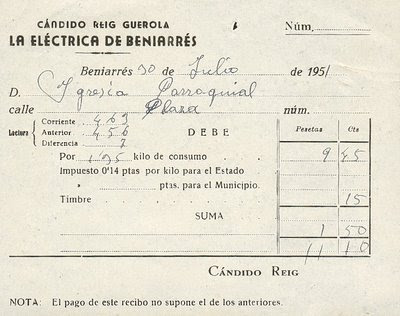 CÁNDIDO REIG GUEROLA Núm.
LA ELÉCTRICA DE BENIARRÉS
Beniarrés 30 de Julio de 1951
D. Igresia Parroquial
calle Plaza núm.
Lectura
Corriente 463
Anterior 456
Diferencia 7
DEBE Pesetas Cts
Por 1'35 kilo de consumo 9 45
Impuesto 0'14 ptas por kilo para el Estado
» ptas. para el Municipio.
Timbre 15
SUMA
1 50
11 10
CÁNDIDO REIG
NOTA: El pago de este recibo no supone el de los anteriores.